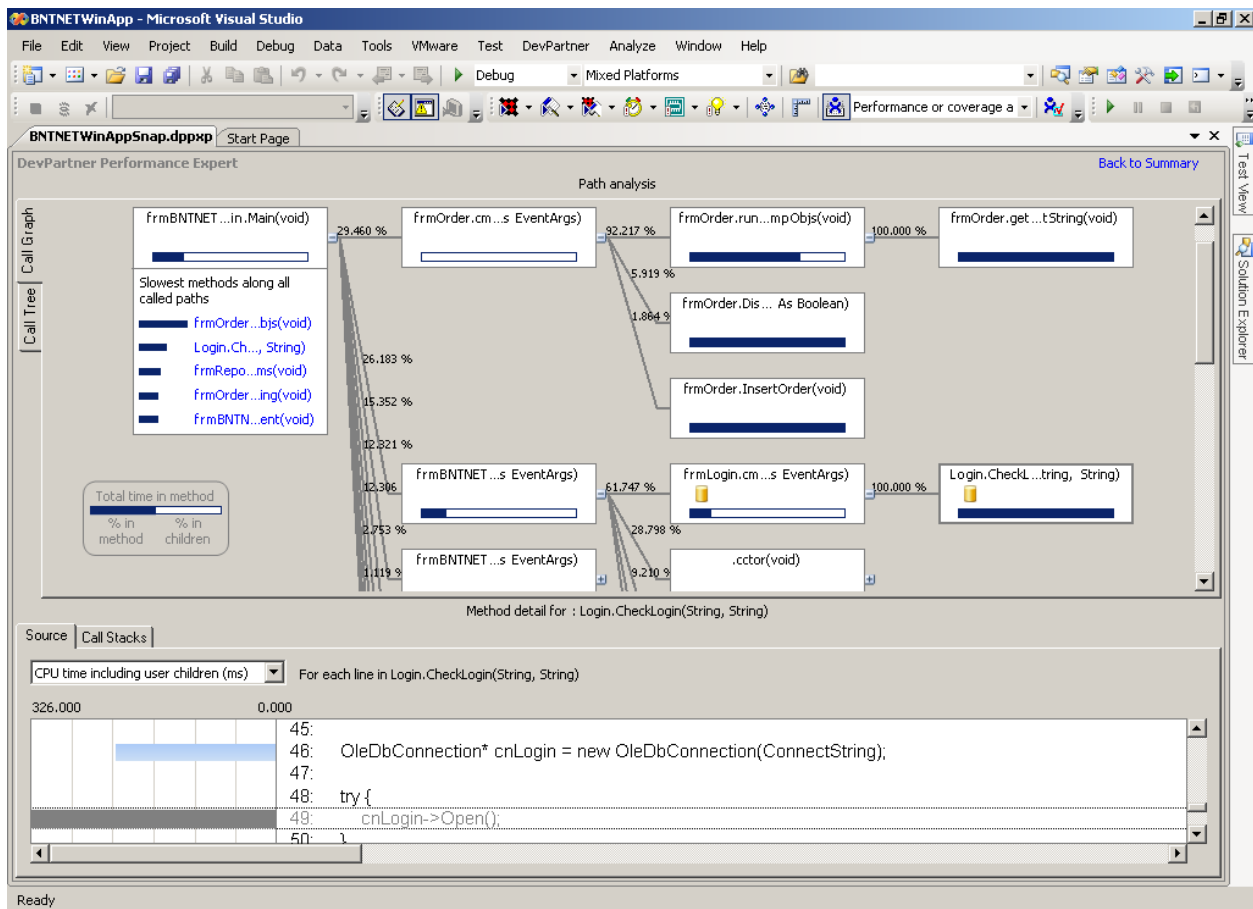 BNTNETWinApp - Microsoft Visual Studio
File Edit View Project Build Debug Data Tools VMware Test DevPartner Analyze Window Help
Debug Mixed Platforms
Performance or coverage a
BNTNETWinAppSnap.dppxp Start Page
DevPartner Performance Expert Back to Summary
Path analysis
Call Graph
Call Tree
frmBNTNET...in.Main(void)
29.460 %
frmOrder.cm...s EventArgs)
92.217 %
frmOrder.run...mpObjs(void)
100.000 %
frmOrder.get...tString(void)
Slowest methods along all
called paths
frmOrder...bjs(void)
Login.Ch..., String)
frmRepo...ms(void)
frmOrder...ing(void)
frmBNTN...ent(void)
5.919 %
frmOrder.Dis... As Boolean)
1.864 9
26.183 %
15.352 %
frmOrder.InsertOrder(void)
12.321 %
12.306
frmBNTNET...s EventArgs)
61.747 %
frmLogin.cm...s EventArgs)
100.000 %
Login.CheckL...tring, String)
Total time in method
% in % in
method children
2.753 %
28.798 %
1.119 9
frmBNTNET...s EventArgs)
9.210 9
.cctor(void)
Method detail for : Login.CheckLogin(String, String)
Source Call Stacks
CPU time including user children (ms) For each line in Login.CheckLogin(String, String)
326.000 0.000
45:
46: OleDbConnection* cnLogin = new OleDbConnection(ConnectString);
47:
48: try {
49: cnLogin->Open();
50: }
Ready
Test View
Solution Explorer